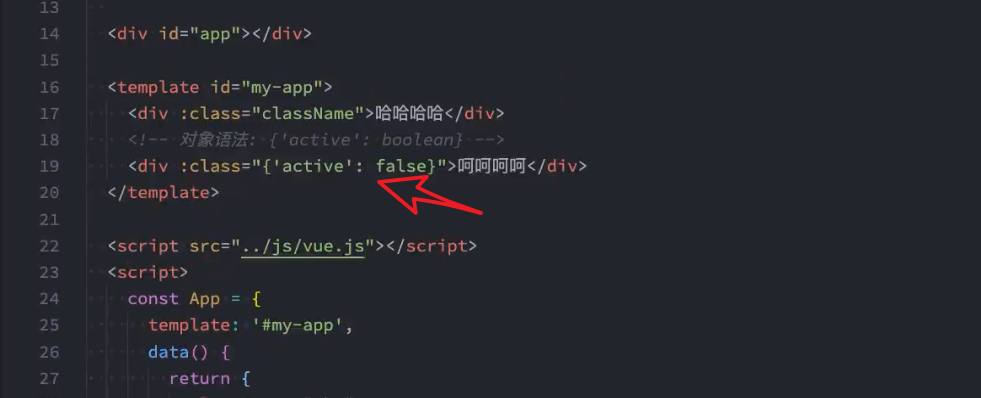 13
14 <div id="app"></div>
15
16 <template id="my-app">
17 <div :class="className">哈哈哈哈</div>
18 <!-- 对象语法: {'active': boolean} -->
19 <div :class="{'active': false}">呵呵呵呵</div>
20 </template>
21
22 <script src="../js/vue.js"></script>
23 <script>
24 const App = {
25 template: '#my-app',
26 data() {
27 return {